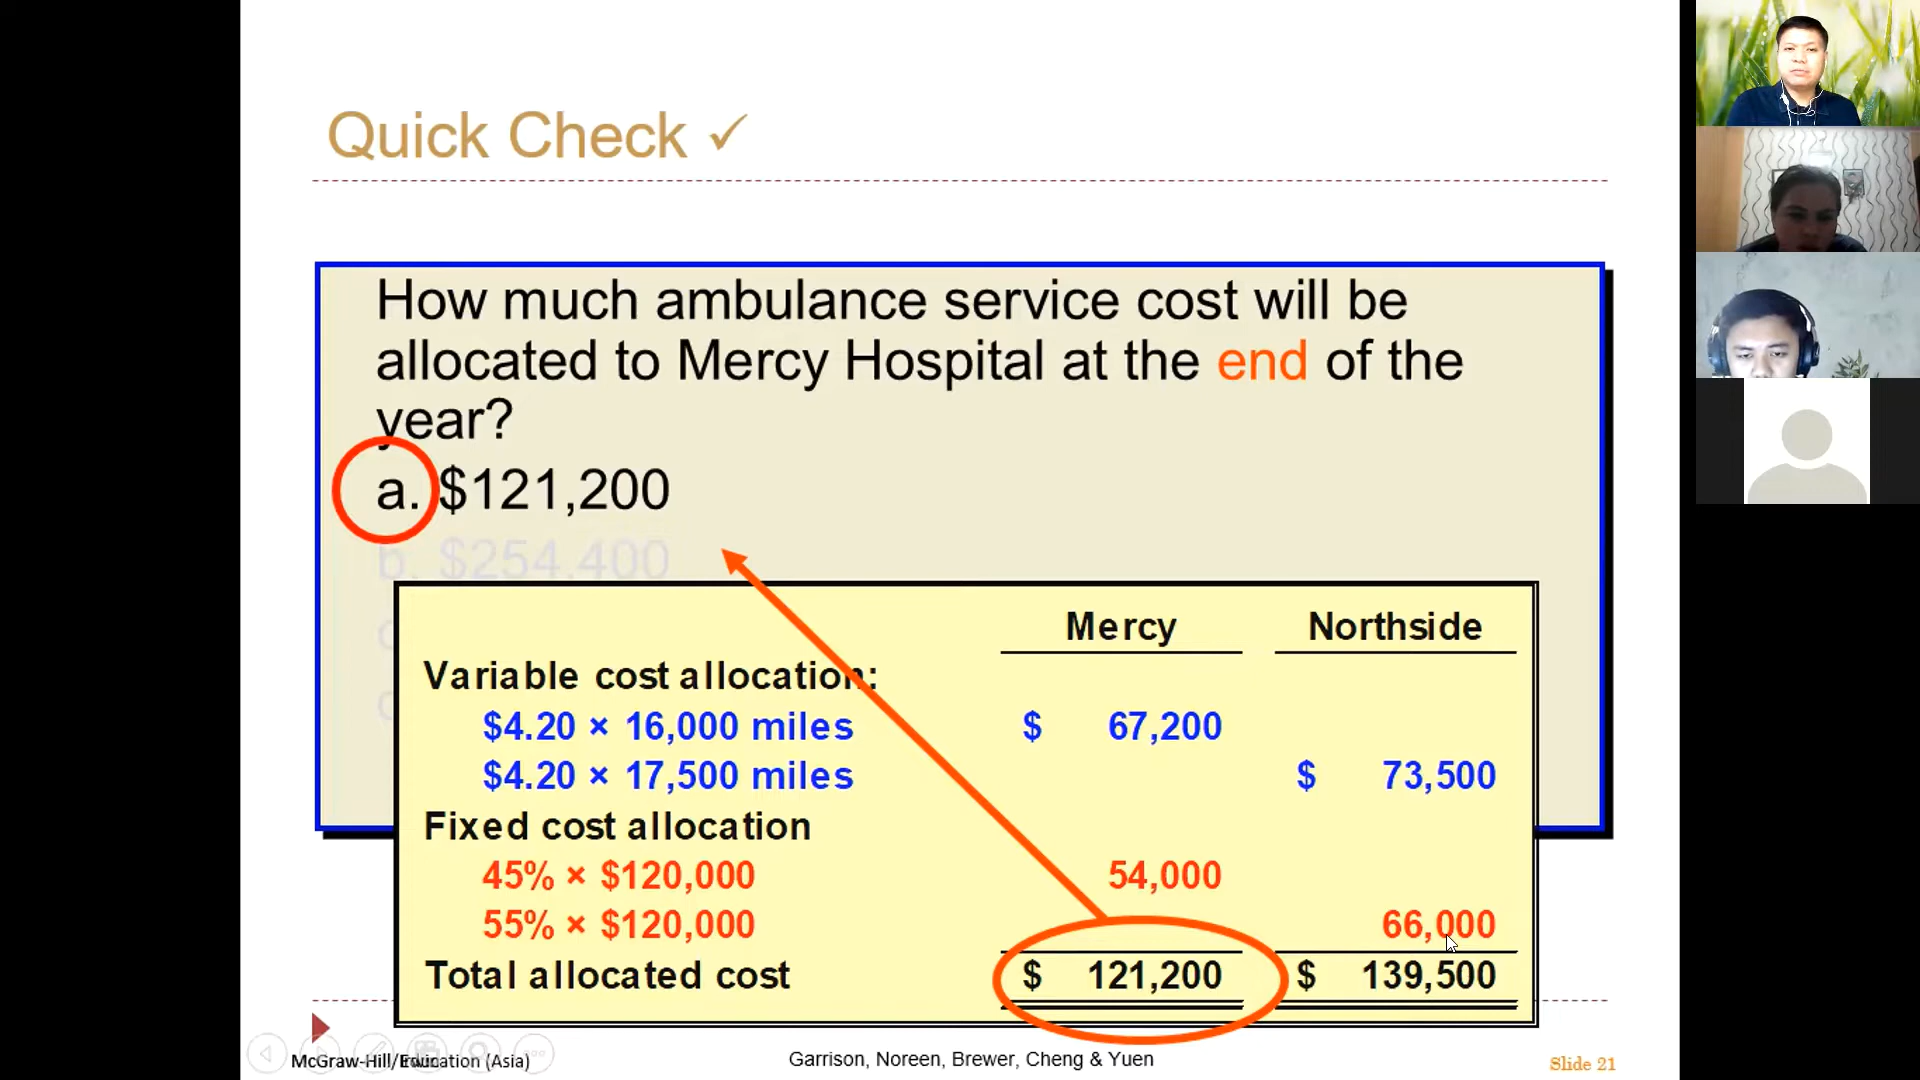 Quick Check ✓
How much ambulance service cost will be
allocated to Mercy Hospital at the end of the
year?
a. $121,200
b. $254,400
Mercy Northside
Variable cost allocation:
$4.20 × 16,000 miles $ 67,200
$4.20 × 17,500 miles $ 73,500
Fixed cost allocation
45% × $120,000 54,000
55% × $120,000 66,000
Total allocated cost $ 121,200 $ 139,500
McGraw-Hill/Education (Asia)
Garrison, Noreen, Brewer, Cheng & Yuen
Slide 21